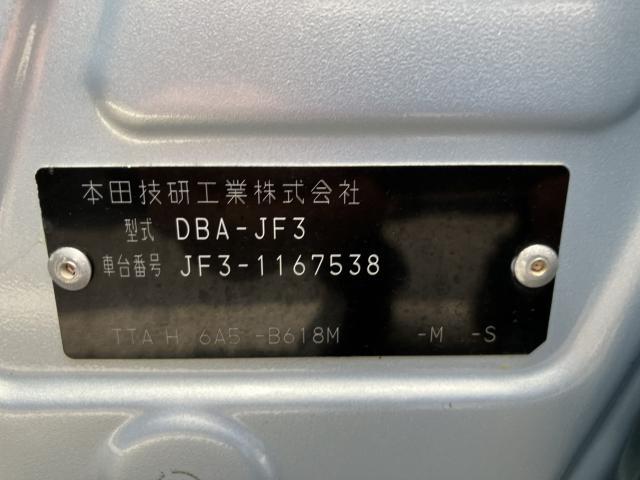 本田技研工業株式会社
型式 DBA-JF3
車台番号 JF3-1167538
TTA H 6A5 -B618M -M -S